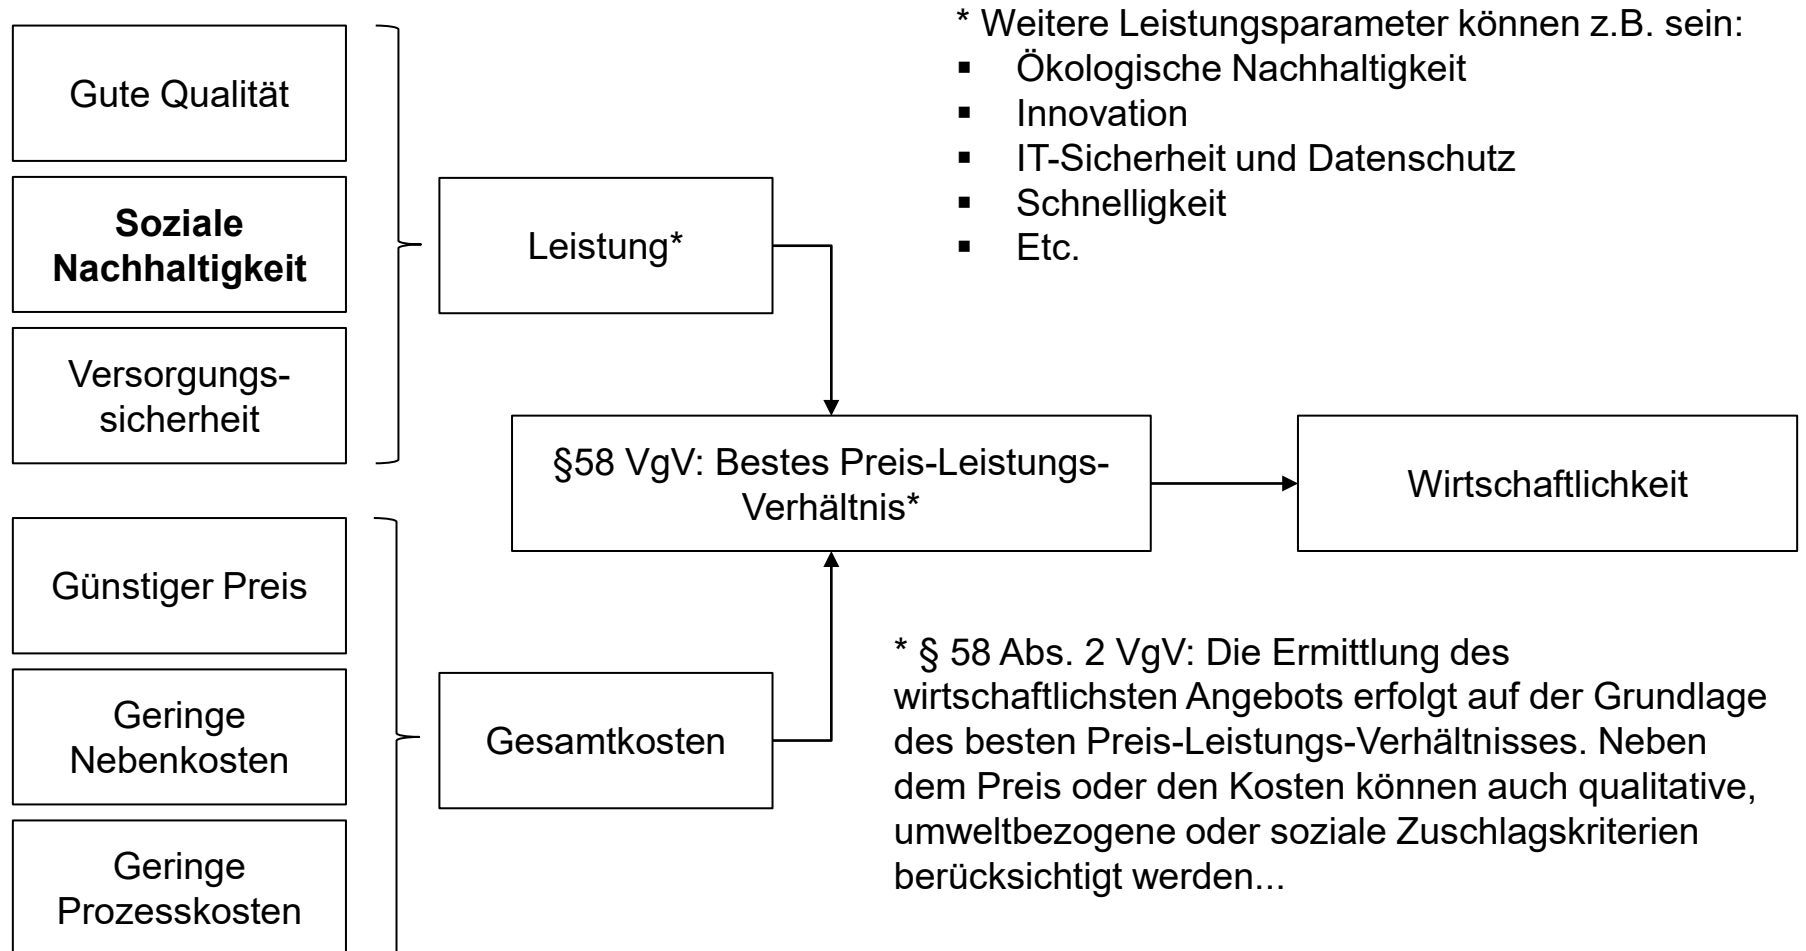 Gute Qualität
Soziale
Nachhaltigkeit
Versorgungs-
sicherheit
Günstiger Preis
Geringe
Nebenkosten
Geringe
Prozesskosten
Leistung*
Gesamtkosten
§58 VgV: Bestes Preis-Leistungs-
Verhältnis*
Wirtschaftlichkeit
* Weitere Leistungsparameter können z.B. sein:
▪ Ökologische Nachhaltigkeit
▪ Innovation
▪ IT-Sicherheit und Datenschutz
▪ Schnelligkeit
▪ Etc.
* § 58 Abs. 2 VgV: Die Ermittlung des
wirtschaftlichsten Angebots erfolgt auf der Grundlage
des besten Preis-Leistungs-Verhältnisses. Neben
dem Preis oder den Kosten können auch qualitative,
umweltbezogene oder soziale Zuschlagskriterien
berücksichtigt werden...